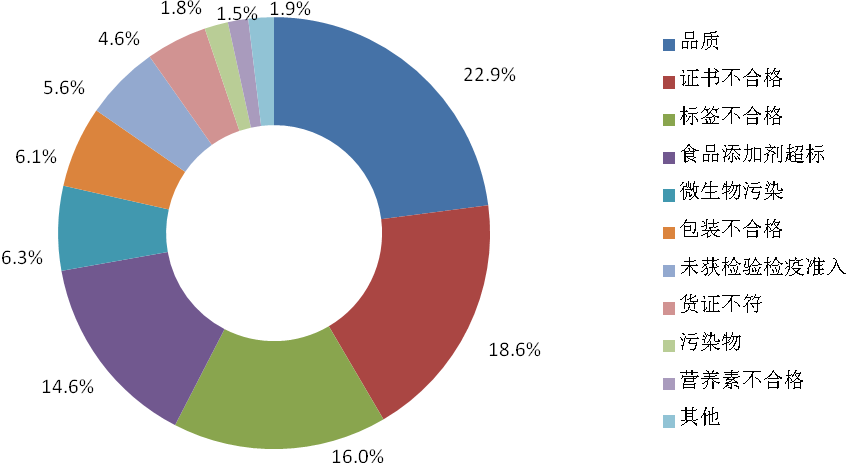 1.8%
1.5%
1.9%
4.6%
5.6%
6.1%
6.3%
14.6%
16.0%
18.6%
22.9%
品质
证书不合格
标签不合格
食品添加剂超标
微生物污染
包装不合格
未获检验检疫准入
货证不符
污染物
营养素不合格
其他